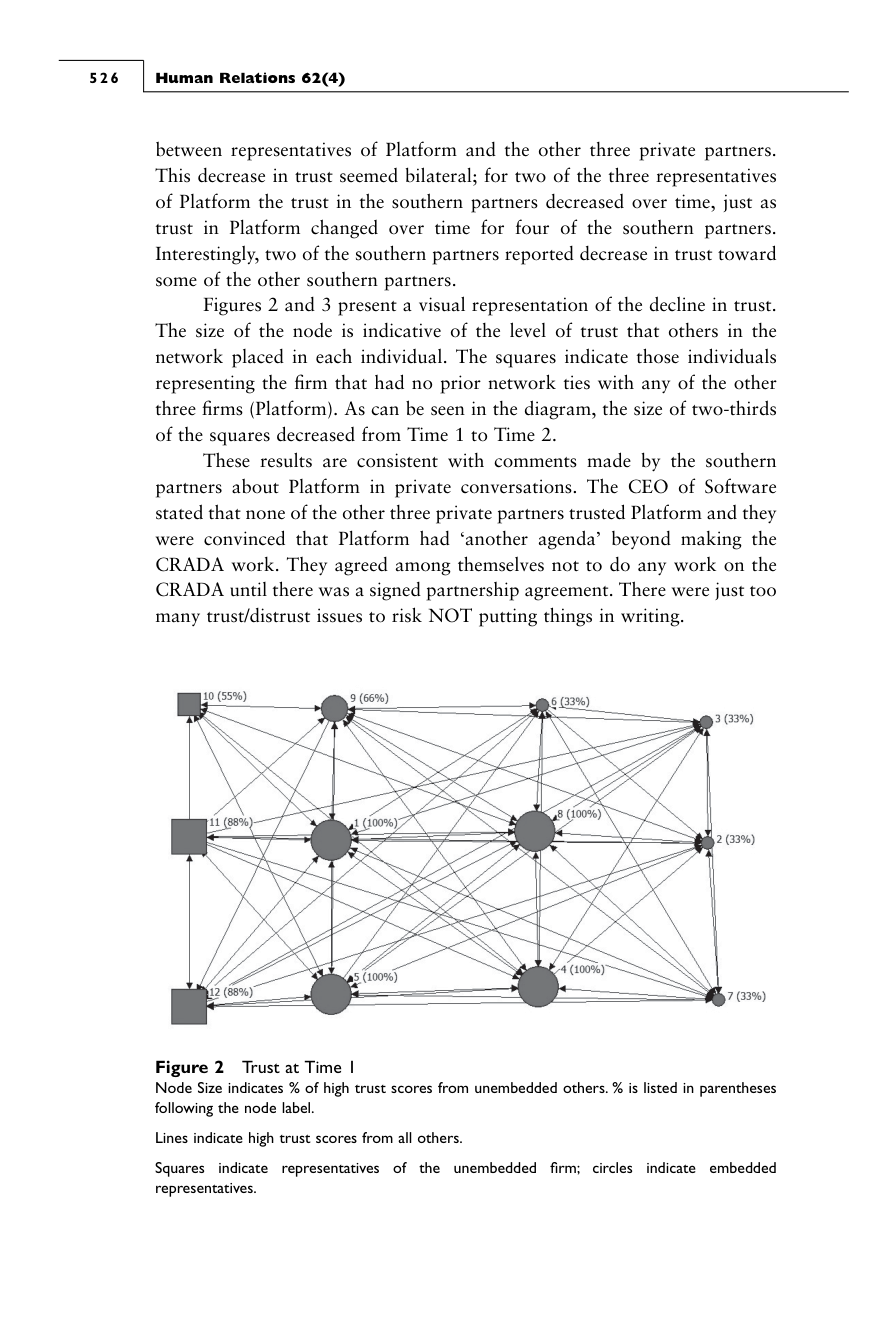 526 Human Relations 62(4)
between representatives of Platform and the other three private partners.
This decrease in trust seemed bilateral; for two of the three representatives
of Platform the trust in the southern partners decreased over time, just as
trust in Platform changed over time for four of the southern partners.
Interestingly, two of the southern partners reported decrease in trust toward
some of the other southern partners.
Figures 2 and 3 present a visual representation of the decline in trust.
The size of the node is indicative of the level of trust that others in the
network placed in each individual. The squares indicate those individuals
representing the firm that had no prior network ties with any of the other
three firms (Platform). As can be seen in the diagram, the size of two-thirds
of the squares decreased from Time 1 to Time 2.
These results are consistent with comments made by the southern
partners about Platform in private conversations. The CEO of Software
stated that none of the other three private partners trusted Platform and they
were convinced that Platform had ‘another agenda’ beyond making the
CRADA work. They agreed among themselves not to do any work on the
CRADA until there was a signed partnership agreement. There were just too
many trust/distrust issues to risk NOT putting things in writing.
10 (55%)
9 (66%)
6 (33%)
3 (33%)
11 (88%)
1 (100%)
8 (100%)
2 (33%)
12 (88%)
5 (100%)
4 (100%)
7 (33%)
Figure 2 Trust at Time 1
Node Size indicates % of high trust scores from unembedded others. % is listed in parentheses
following the node label.
Lines indicate high trust scores from all others.
Squares indicate representatives of the unembedded firm; circles indicate embedded
representatives.